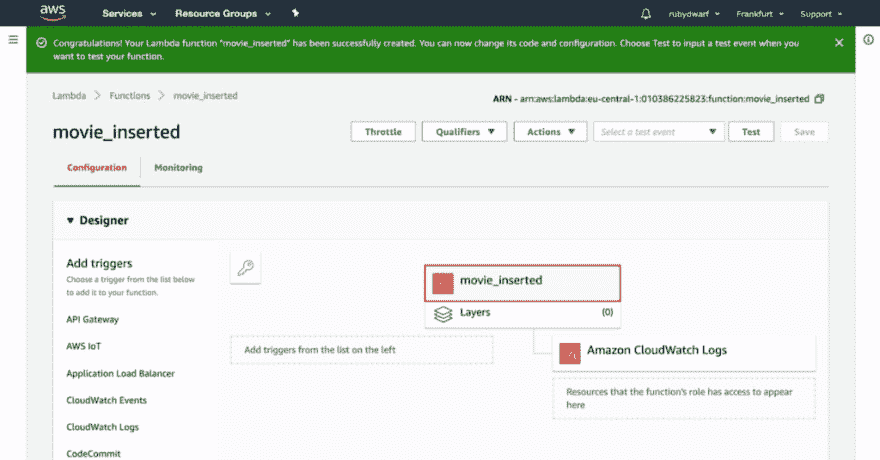 aws
Services
Resource Groups
rubydwarf
Frankfurt
Support
Congratulations! Your Lambda function "movie_inserted" has been successfully created. You can now change its code and configuration. Choose Test to input a test event when you
want to test your function.
Lambda > Functions > movie_inserted
ARN - arn:aws:lambda:eu-central-1:010386225823:function:movie_inserted
movie_inserted
Throttle
Qualifiers
Actions
Select a test event
Test
Save
Configuration
Monitoring
Designer
Add triggers
Choose a trigger from the list below
to add it to your function.
API Gateway
AWS IoT
Application Load Balancer
CloudWatch Events
CloudWatch Logs
CodeCommit
movie_inserted
Layers
(0)
Add triggers from the list on the left
Amazon CloudWatch Logs
Resources that the function's role has access to appear
here